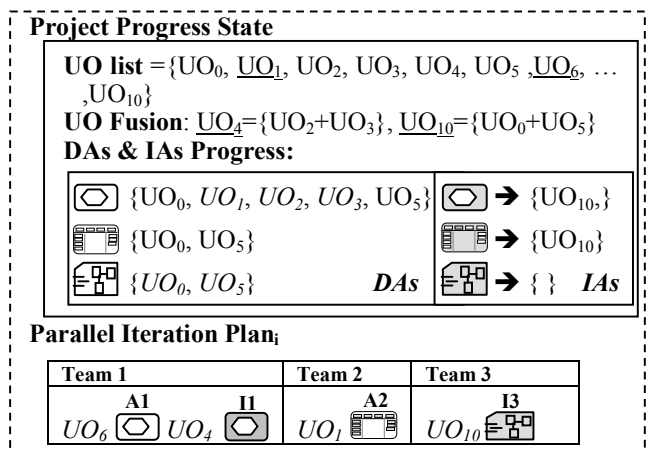 Project Progress State
UO list ={UO0, UO1, UO2, UO3, UO4, UO5 ,UO6, …
,UO10}
UO Fusion: UO4={UO2+UO3}, UO10={UO0+UO5}
DAs & IAs Progress:
{UO0, UO1, UO2, UO3, UO5} ➔ {UO10,}
{UO0, UO5} ➔ {UO10}
{UO0, UO5} DAs ➔ { } IAs
Parallel Iteration Plani
Team 1 Team 2 Team 3
A1 I1 A2 I3
UO6 UO4 UO1 UO10